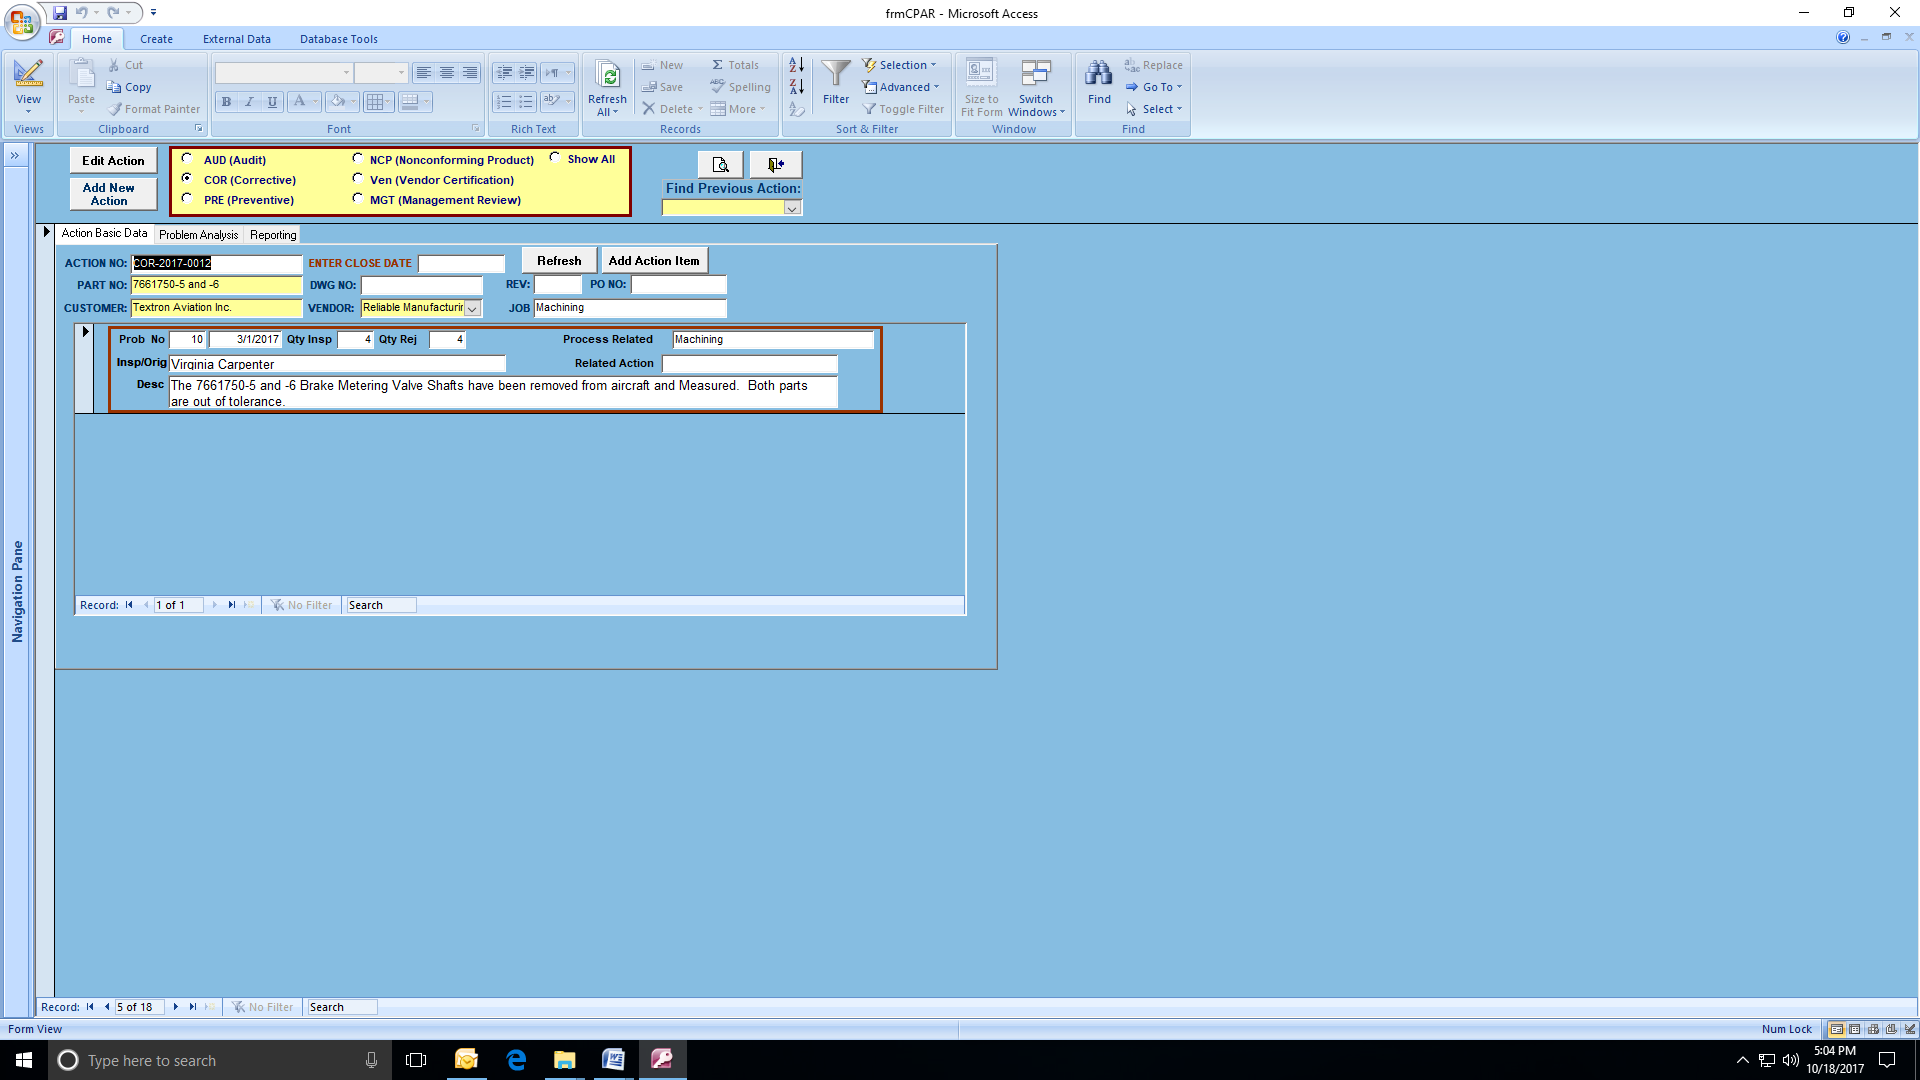 frmCPAR - Microsoft Access
Home Create External Data Database Tools
View
Views
Paste
Cut
Copy
Format Painter
Clipboard
B I U A
Font
Rich Text
Refresh
All
New
Save
Delete
Totals
Spelling
More
Records
Filter
Selection
Advanced
Toggle Filter
Sort & Filter
Size to
Fit Form
Switch
Windows
Window
Find
Replace
Go To
Select
Find
Edit Action
Add New
Action
AUD (Audit) NCP (Nonconforming Product) Show All
COR (Corrective) Ven (Vendor Certification)
PRE (Preventive) MGT (Management Review)
Find Previous Action:
Navigation Pane
Action Basic Data Problem Analysis Reporting
ACTION NO: COR-2017-0012 ENTER CLOSE DATE Refresh Add Action Item
PART NO: 7661750-5 and -6 DWG NO: REV: PO NO:
CUSTOMER: Textron Aviation Inc. VENDOR: Reliable Manufacturir JOB Machining
Prob No 10 3/1/2017 Qty Insp 4 Qty Rej 4 Process Related Machining
Insp/Orig Virginia Carpenter Related Action
Desc The 7661750-5 and -6 Brake Metering Valve Shafts have been removed from aircraft and Measured. Both parts
are out of tolerance.
Record: 1 of 1 No Filter Search
Record: 5 of 18 No Filter Search
Form View Num Lock
Type here to search
5:04 PM
10/18/2017